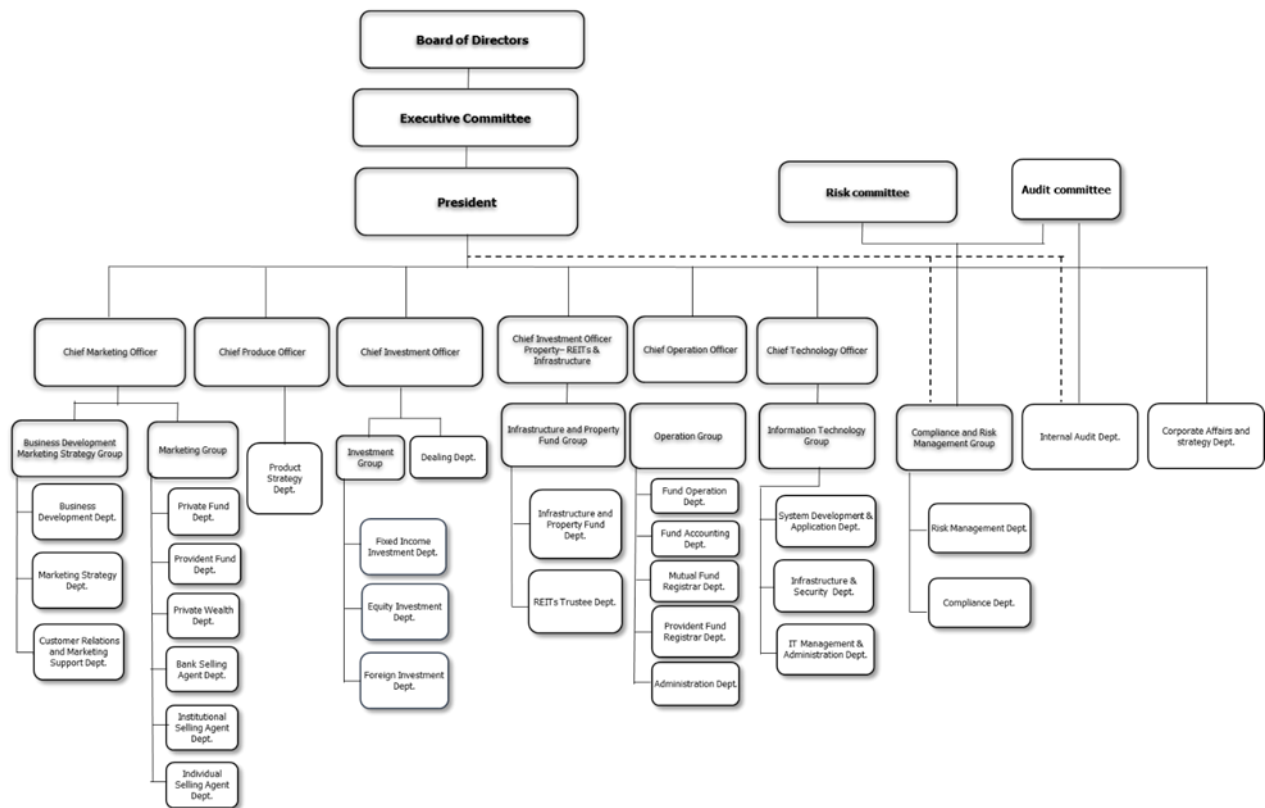 Board of Directors
Executive Committee
President
Risk committee
Audit committee
Chief Marketing Officer
Chief Produce Officer
Chief Investment Officer
Chief Investment Officer
Property– REITs &
Infrastructure
Chief Operation Officer
Chief Technology Officer
Business Development
Marketing Strategy Group
Marketing Group
Product
Strategy
Dept.
Investment
Group
Dealing Dept.
Infrastructure and Property
Fund Group
Operation Group
Information Technology
Group
Compliance and Risk
Management Group
Internal Audit Dept.
Corporate Affairs and
strategy Dept.
Business
Development Dept.
Marketing Strategy
Dept.
Customer Relations
and Marketing
Support Dept.
Private Fund
Dept.
Provident Fund
Dept.
Private Wealth
Dept.
Bank Selling
Agent Dept.
Institutional
Selling Agent
Dept.
Individual
Selling Agent
Dept.
Fixed Income
Investment Dept.
Equity Investment
Dept.
Foreign Investment
Dept.
Infrastructure and
Property Fund
Dept.
REITs Trustee Dept.
Fund Operation
Dept.
Fund Accounting
Dept.
Mutual Fund
Registrar Dept.
Provident Fund
Registrar Dept.
Administration Dept.
System Development &
Application Dept.
Infrastructure &
Security Dept.
IT Management &
Administration Dept.
Risk Management Dept.
Compliance Dept.